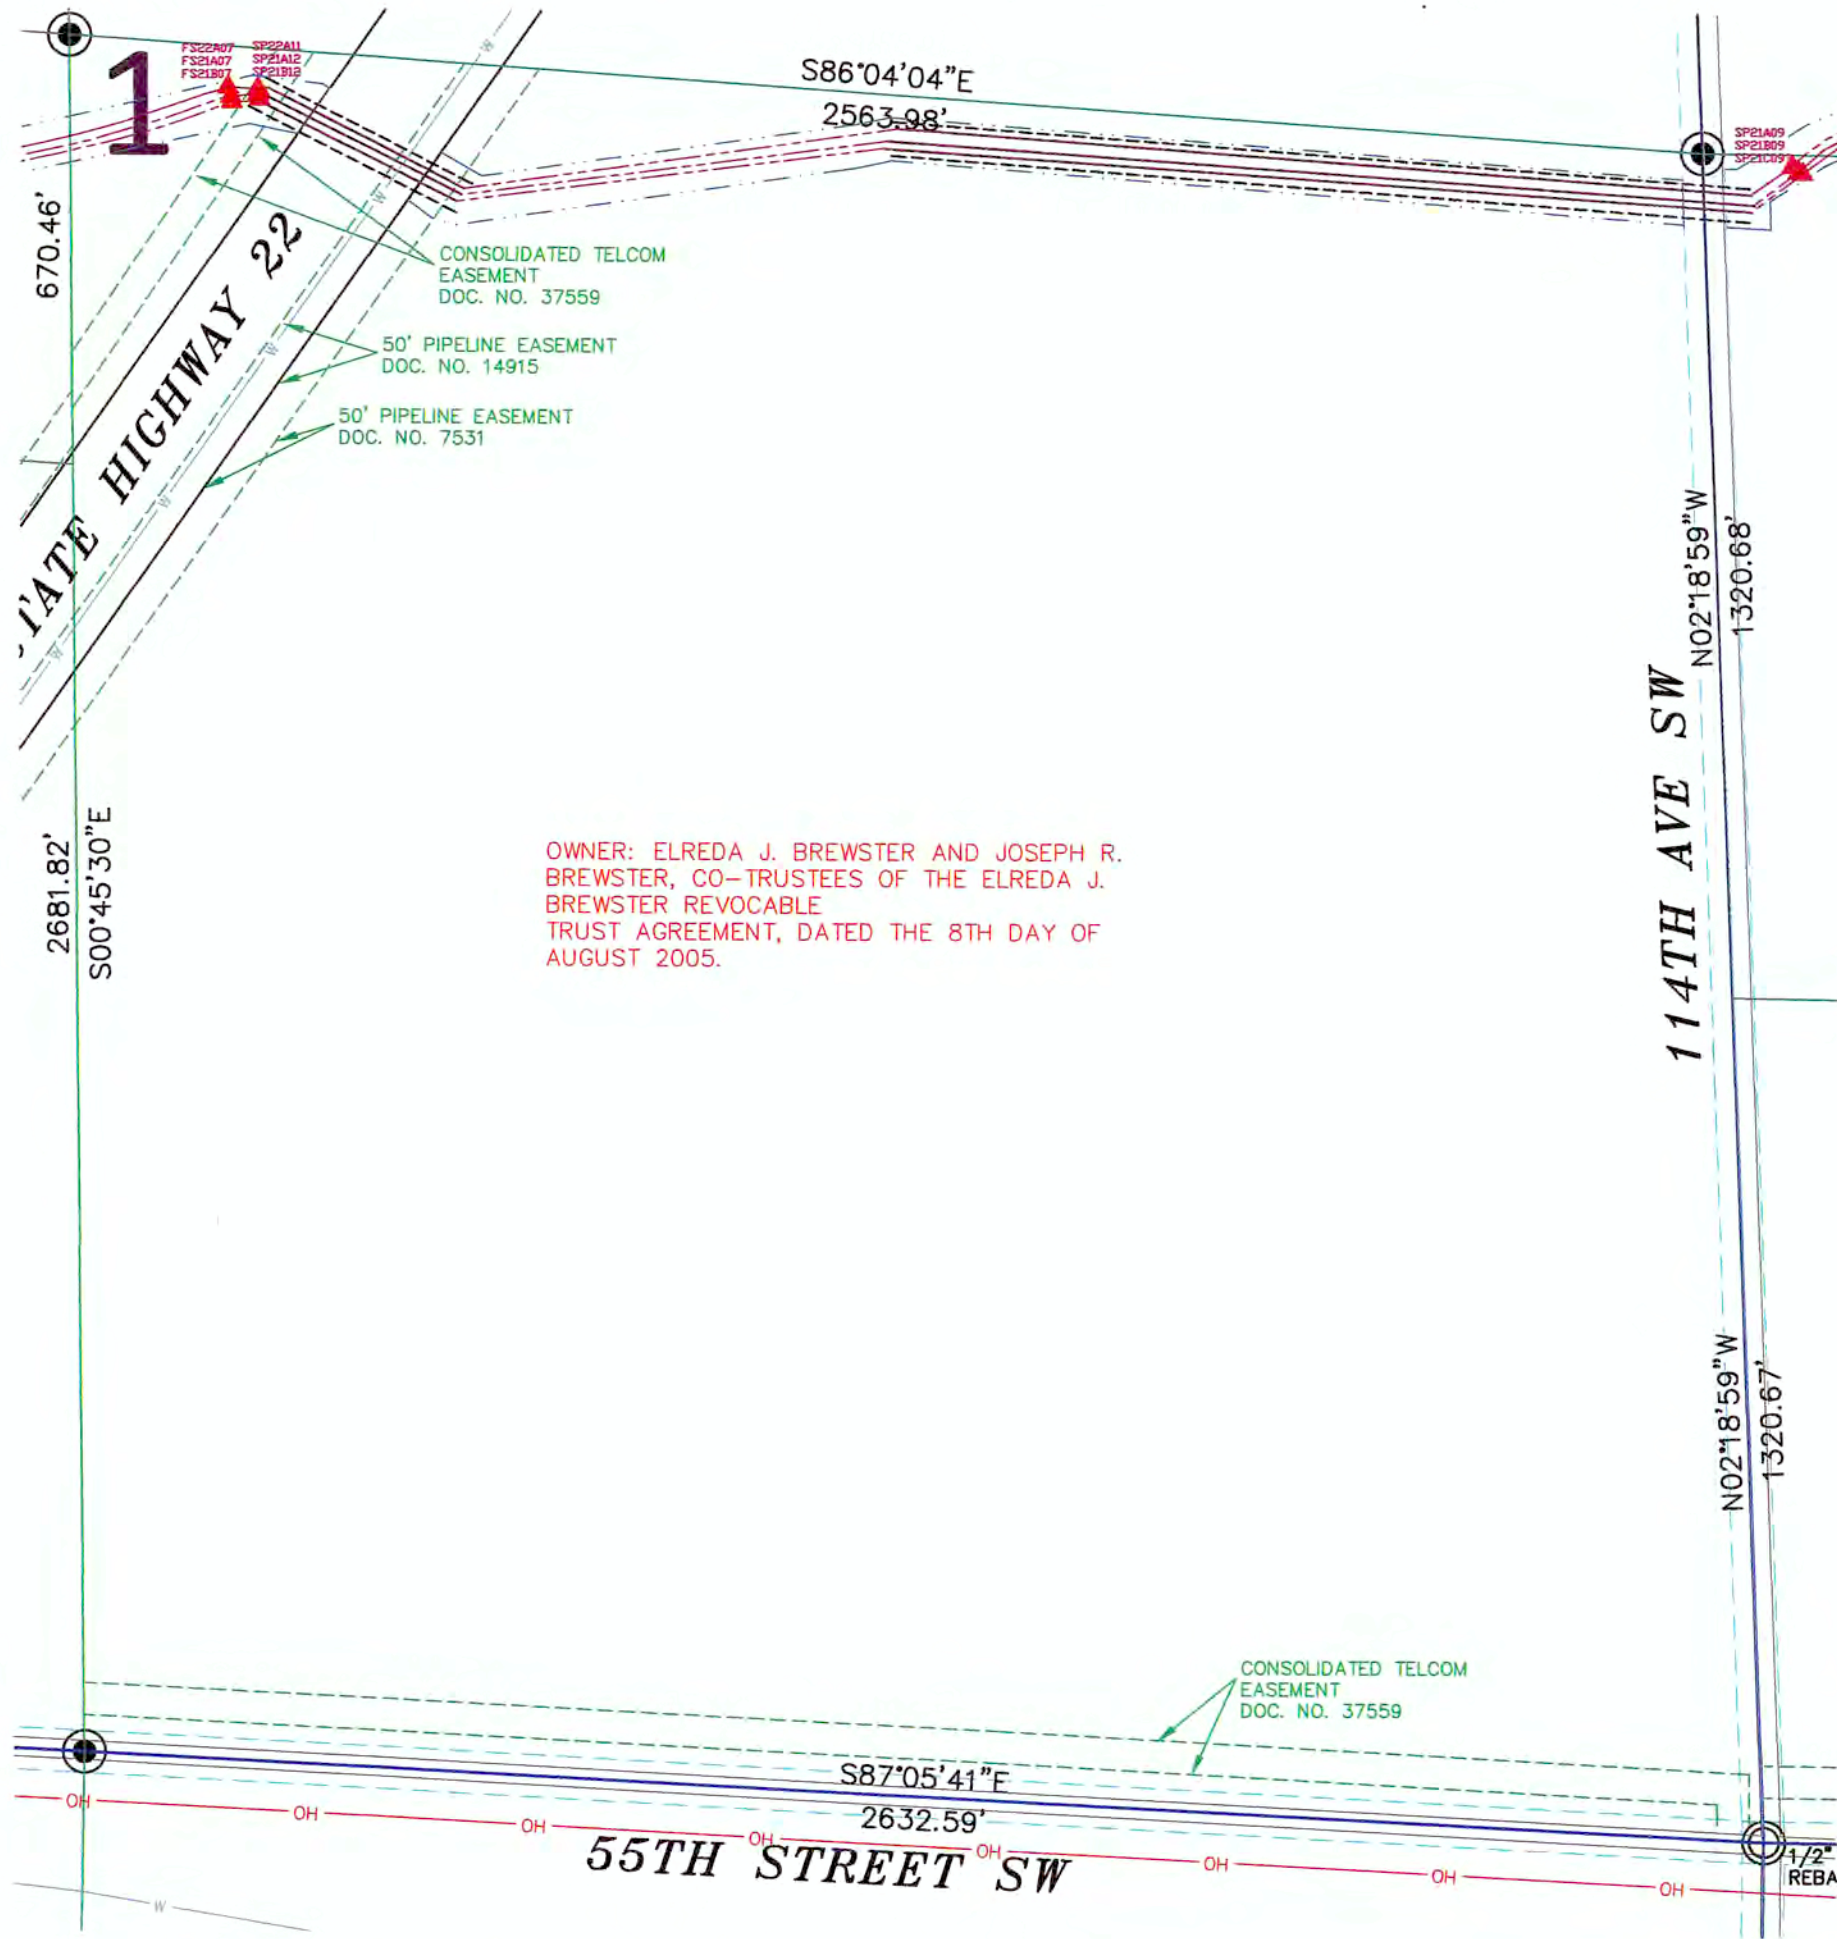 1
FS22A07
FS21A07
FS21B07
SP22A11
SP21A12
SP21B12
S86°04'04"E
2563.98'
SP21A09
SP21B09
SP21C09
W
670.46'
W
CONSOLIDATED TELCOM
EASEMENT
DOC. NO. 37559
50' PIPELINE EASEMENT
DOC. NO. 14915
W
50' PIPELINE EASEMENT
DOC. NO. 7531
STATE HIGHWAY 22
W
W
N02°18'59"W
1320.68'
114TH AVE SW
2681.82'
S00°45'30"E
OWNER: ELREDA J. BREWSTER AND JOSEPH R.
BREWSTER, CO-TRUSTEES OF THE ELREDA J.
BREWSTER REVOCABLE
TRUST AGREEMENT, DATED THE 8TH DAY OF
AUGUST 2005.
N02°18'59"W
1320.67'
CONSOLIDATED TELCOM
EASEMENT
DOC. NO. 37559
S87°05'41"E
2632.59'
OH OH OH OH OH OH OH OH
55TH STREET SW
1/2"
REBA
W